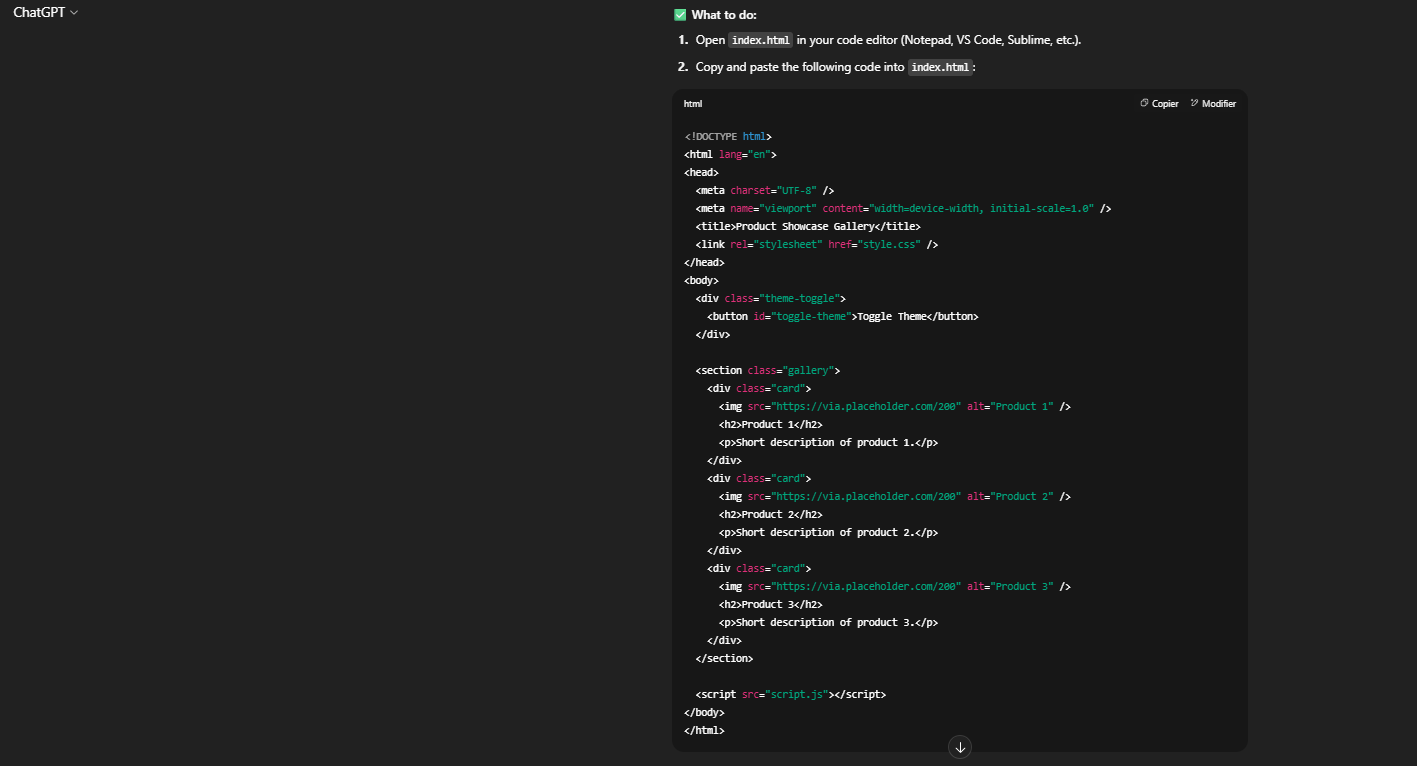 ChatGPT
✅ What to do:
1. Open index.html in your code editor (Notepad, VS Code, Sublime, etc.).
2. Copy and paste the following code into index.html:
html
Copier Modifier
<!DOCTYPE html>
<html lang="en">
<head>
  <meta charset="UTF-8" />
  <meta name="viewport" content="width=device-width, initial-scale=1.0" />
  <title>Product Showcase Gallery</title>
  <link rel="stylesheet" href="style.css" />
</head>
<body>
  <div class="theme-toggle">
    <button id="toggle-theme">Toggle Theme</button>
  </div>

  <section class="gallery">
    <div class="card">
      <img src="https://via.placeholder.com/200" alt="Product 1" />
      <h2>Product 1</h2>
      <p>Short description of product 1.</p>
    </div>
    <div class="card">
      <img src="https://via.placeholder.com/200" alt="Product 2" />
      <h2>Product 2</h2>
      <p>Short description of product 2.</p>
    </div>
    <div class="card">
      <img src="https://via.placeholder.com/200" alt="Product 3" />
      <h2>Product 3</h2>
      <p>Short description of product 3.</p>
    </div>
  </section>

  <script src="script.js"></script>
</body>
</html>